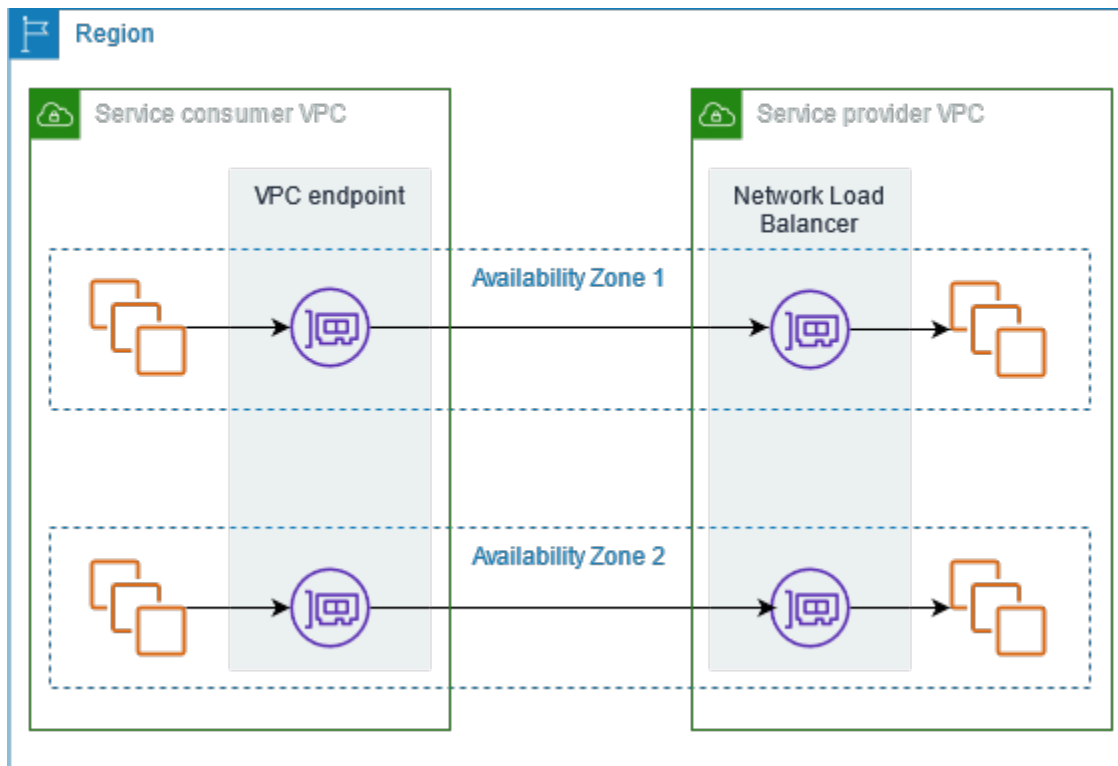 Region
Service consumer VPC
Service provider VPC
VPC endpoint
Network Load
Balancer
Availability Zone 1
Availability Zone 2